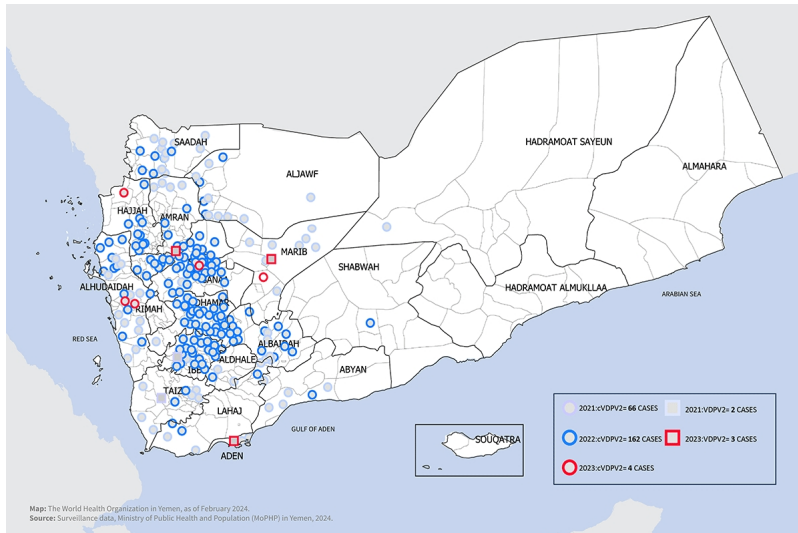 SAADAH
HADRAMOAT SAYEUN
ALMAHARA
ALJAWF
HAJJAH
AMRAN
MARIB
SHABWAH
ALHUDAIDAH
HADRAMOAT ALMUKLLAA
ARABIAN SEA
RIMAH
DHAMAR
RED SEA
ALBAIDAH
ALDHALE
IBB
ABYAN
TAIZ
LAHAJ
GULF OF ADEN
ADEN
SOUQATRA
2021:cVDPV2= 66 CASES
2021:VDPV2= 2 CASES
2022:cVDPV2= 162 CASES
2023:VDPV2= 3 CASES
2023:cVDPV2= 4 CASES
Map: The World Health Organization in Yemen, as of February 2024.
Source: Surveillance data, Ministry of Public Health and Population (MoPHP) in Yemen, 2024.